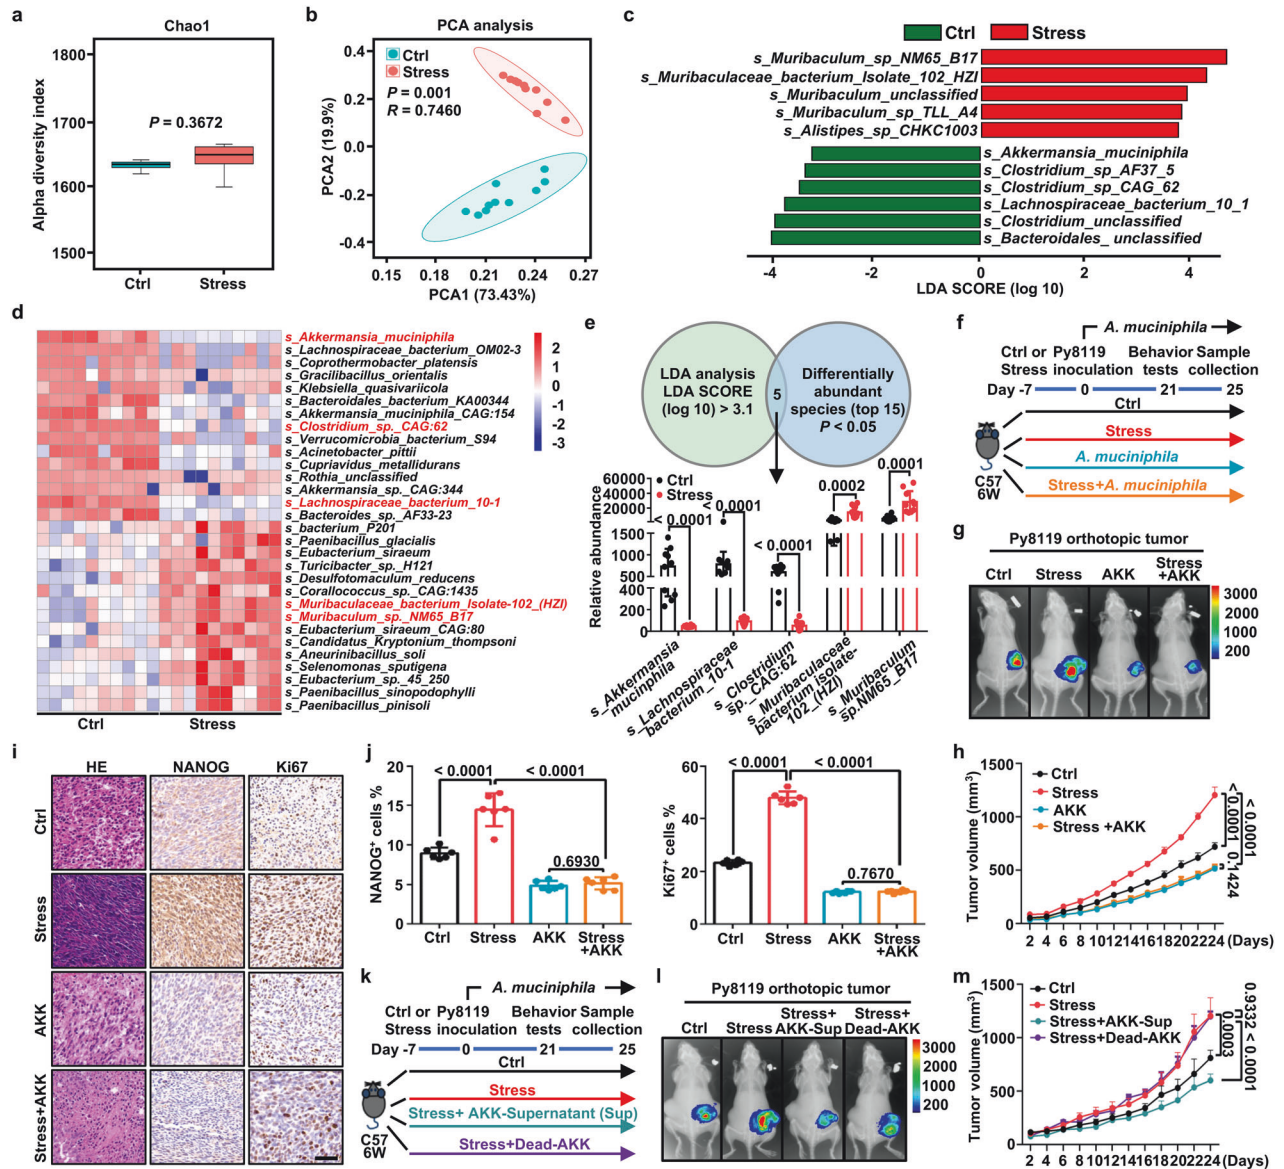 a
Chao1
Alpha diversity index
1800
1700
1600
1500
P = 0.3672
Ctrl
Stress
b
PCA analysis
Ctrl
Stress
P = 0.001
R = 0.7460
PCA2 (19.9%)
0.4
0.2
0.0
-0.2
-0.4
0.15 0.18 0.21 0.24 0.27
PCA1 (73.43%)
c
Ctrl Stress
s_Muribaculum_sp_NM65_B17
s_Muribaculaceae_bacterium_Isolate_102_HZI
s_Muribaculum_unclassified
s_Muribaculum_sp_TLL_A4
s_Alistipes_sp_CHKC1003
s_Akkermansia_muciniphila
s_Clostridium_sp_AF37_5
s_Clostridium_sp_CAG_62
s_Lachnospiraceae_bacterium_10_1
s_Clostridium_unclassified
s_Bacteroidales_ unclassified
-4 -2 0 2 4
LDA SCORE (log 10)
d
s_Akkermansia_muciniphila
s_Lachnospiraceae_bacterium_OM02-3
s_Coprothermobacter_platensis
s_Gracilibacillus_orientalis
s_Klebsiella_quasivariicola
s_Bacteroidales_bacterium_KA00344
s_Akkermansia_muciniphila_CAG:154
s_Clostridium_sp._CAG:62
s_Verrucomicrobia_bacterium_S94
s_Acinetobacter_pittii
s_Cupriavidus_metallidurans
s_Rothia_unclassified
s_Akkermansia_sp._CAG:344
s_Lachnospiraceae_bacterium_10-1
s_Bacteroides_sp._AF33-23
s_bacterium_P201
s_Paenibacillus_glacialis
s_Eubacterium_siraeum
s_Turicibacter_sp._H121
s_Desulfotomaculum_reducens
s_Corallococcus_sp._CAG:1435
s_Muribaculaceae_bacterium_Isolate-102_(HZI)
s_Muribaculum_sp._NM65_B17
s_Eubacterium_siraeum_CAG:80
s_Candidatus_Kryptonium_thompsoni
s_Aneurinibacillus_soli
s_Selenomonas_sputigena
s_Eubacterium_sp._45_250
s_Paenibacillus_sinopodophylli
s_Paenibacillus_pinisoli
2
1
0
-1
-2
-3
Ctrl Stress
e
LDA analysis
LDA SCORE
(log 10) > 3.1
5
Differentially
abundant
species (top 15)
P < 0.05
Relative abundance
60000
40000
20000
1500
1000
500
400
200
0
Ctrl
Stress
< 0.0001
< 0.0001
< 0.0001
0.0002
0.0001
s_Akkermansia
mucinphila
s_Lachnospiraceae
bacterium_10-1
s_Clostridium
sp._CAG:62
s_Muribaculaceae
bacterium_isolate-
102_(HZI)
s_Muribaculum
sp.NM65_B17
f
A. muciniphila
Ctrl or Py8119 Behavior Sample
Stress inoculation tests collection
Day -7 0 21 25
Ctrl
Stress
A. muciniphila
Stress+A. muciniphila
C57
6W
g
Py8119 orthotopic tumor
Ctrl Stress AKK Stress
+AKK
3000
1000
200
i
HE NANOG Ki67
Ctrl
Stress
AKK
Stress+AKK
j
NANOG+ cells %
20
15
10
5
0
< 0.0001 < 0.0001
0.6930
Ctrl Stress AKK Stress
+AKK
Ki67+ cells %
60
40
20
0
< 0.0001 < 0.0001
0.7670
Ctrl Stress AKK Stress
+AKK
h
Tumor volume (mm3)
1500
1000
500
0
Ctrl
Stress
AKK
Stress +AKK
< 0.0001
< 0.0001
0.1424
2 4 6 8 10 12 14 16 18 20 22 24 (Days)
k
A. muciniphila
Ctrl or Py8119 Behavior Sample
Stress inoculation tests collection
Day -7 0 21 25
Ctrl
Stress
Stress+ AKK-Supernatant (Sup)
Stress+Dead-AKK
C57
6W
l
Py8119 orthotopic tumor
Ctrl Stress Stress+
AKK-Sup Stress+
Dead-AKK
3000
2000
1000
200
m
Tumor volume (mm3)
1500
1000
500
0
Ctrl
Stress
Stress+AKK-Sup
Stress+Dead-AKK
0.9332
0.0003
< 0.0001
2 4 6 8 10 12 14 16 18 20 22 24 (Days)